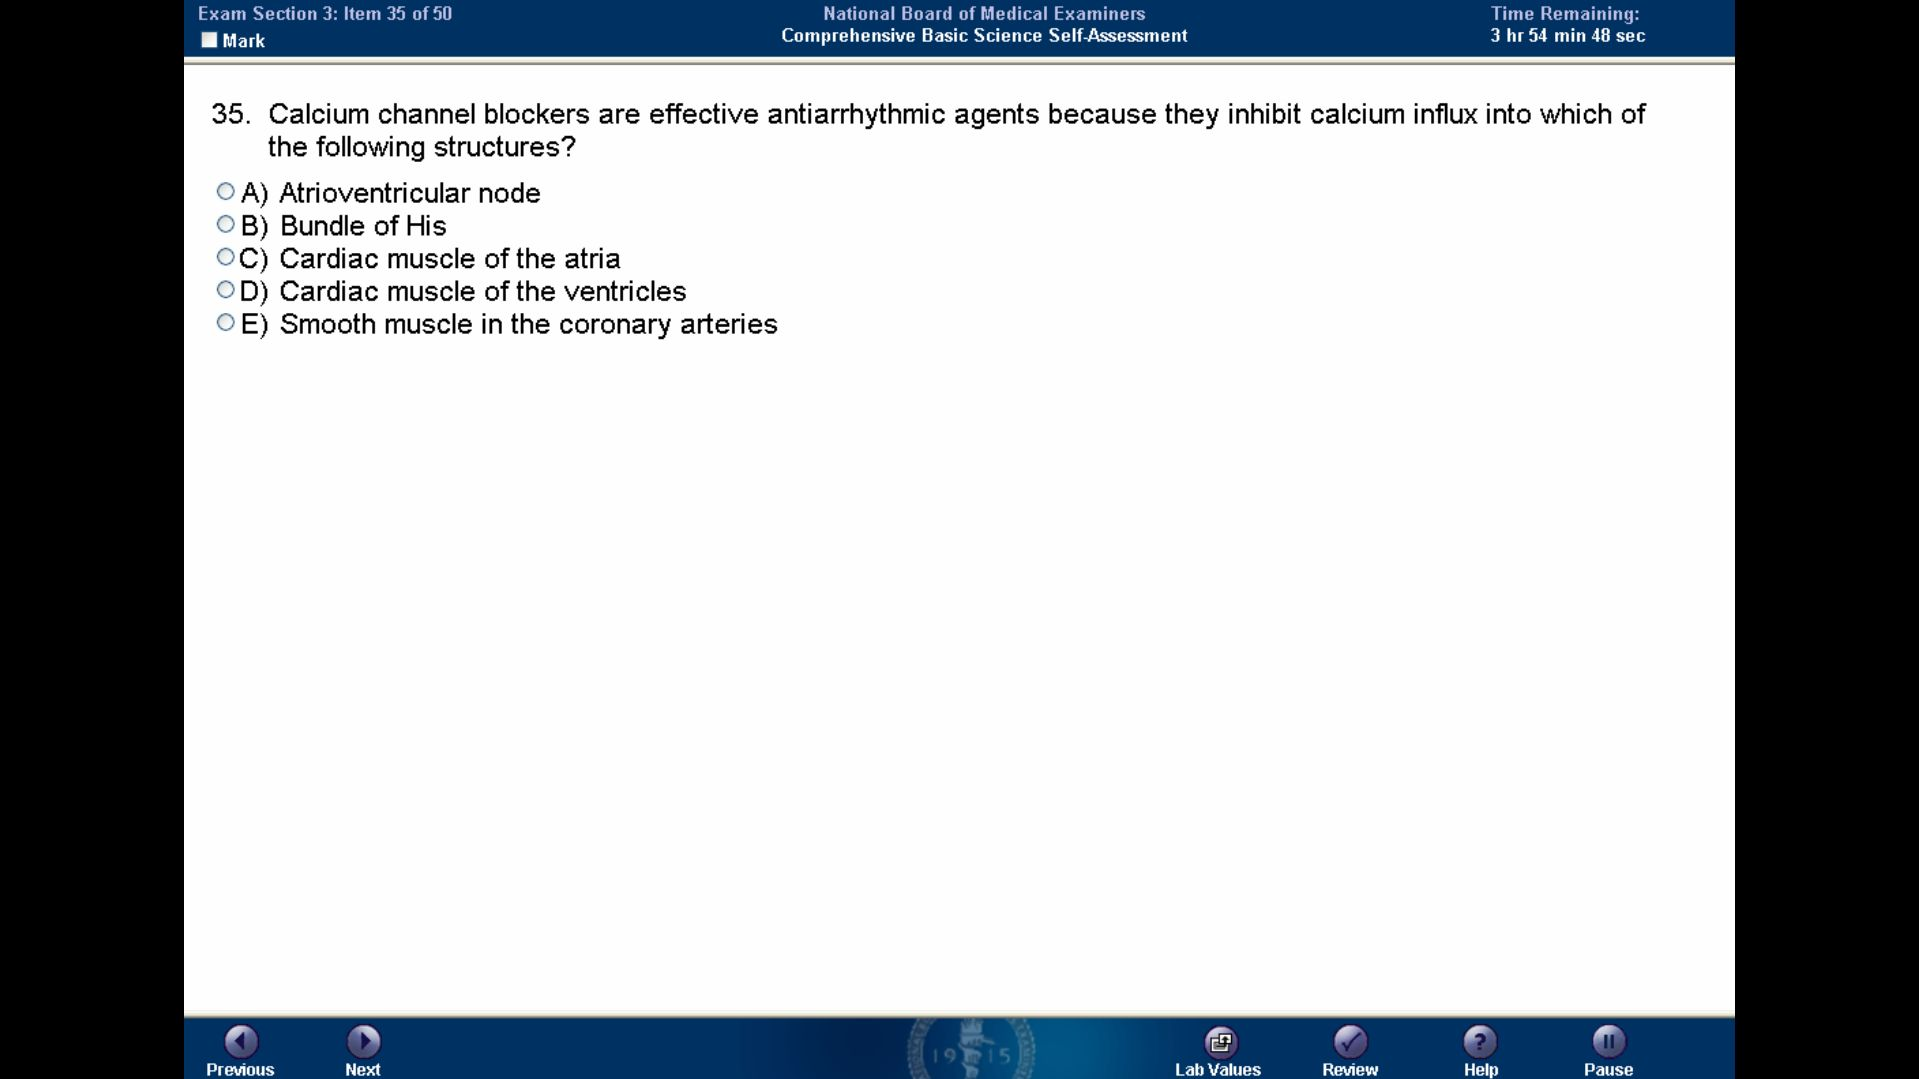 Exam Section 3: Item 35 of 50
National Board of Medical Examiners
Time Remaining:
Mark
Comprehensive Basic Science Self-Assessment
3 hr 54 min 48 sec
35. Calcium channel blockers are effective antiarrhythmic agents because they inhibit calcium influx into which of
the following structures?
A) Atrioventricular node
B) Bundle of His
C) Cardiac muscle of the atria
D) Cardiac muscle of the ventricles
E) Smooth muscle in the coronary arteries
19 15
Previous
Next
Lab Values
Review
Help
Pause